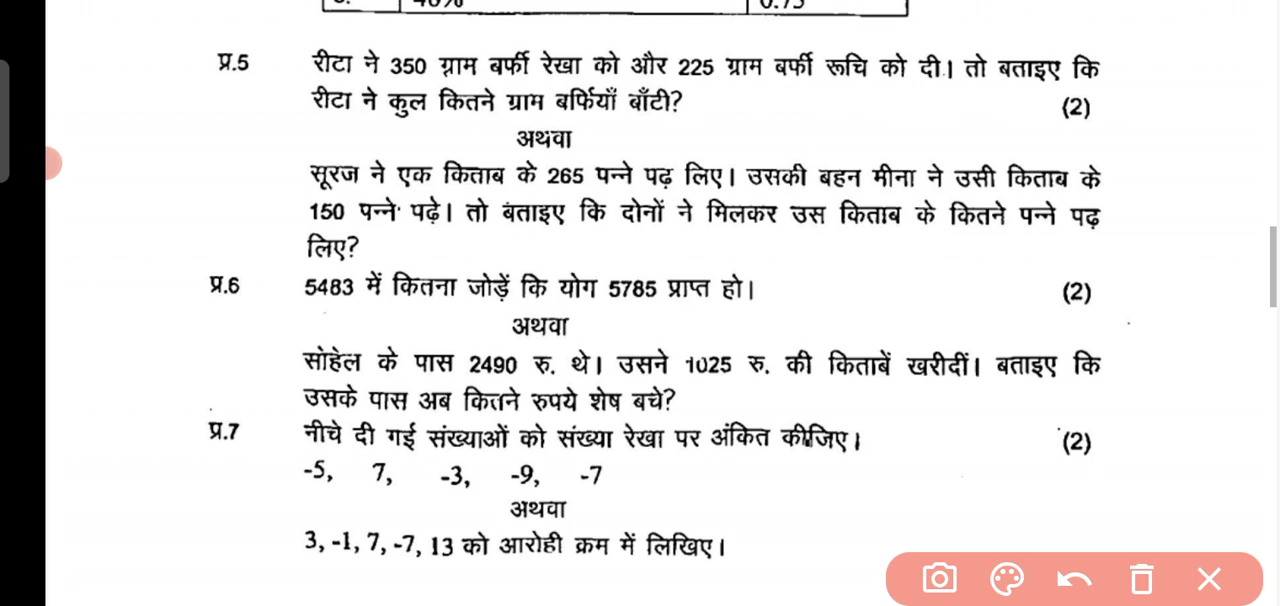 40% 0.75
प्र.5 रीटा ने 350 ग्राम बर्फी रेखा को और 225 ग्राम बर्फी रूचि को दी। तो बताइए कि
रीटा ने कुल कितने ग्राम बर्फियाँ बाँटी? (2)
अथवा
सूरज ने एक किताब के 265 पन्ने पढ़ लिए। उसकी बहन मीना ने उसी किताब के
150 पन्ने पढ़े। तो बताइए कि दोनों ने मिलकर उस किताब के कितने पन्ने पढ़
लिए?
प्र.6 5483 में कितना जोड़ें कि योग 5785 प्राप्त हो। (2)
अथवा
सोहेल के पास 2490 रु. थे। उसने 1025 रु. की किताबें खरीदीं। बताइए कि
उसके पास अब कितने रुपये शेष बचे?
प्र.7 नीचे दी गई संख्याओं को संख्या रेखा पर अंकित कीजिए। (2)
-5, 7, -3, -9, -7
अथवा
3, -1, 7, -7, 13 को आरोही क्रम में लिखिए।